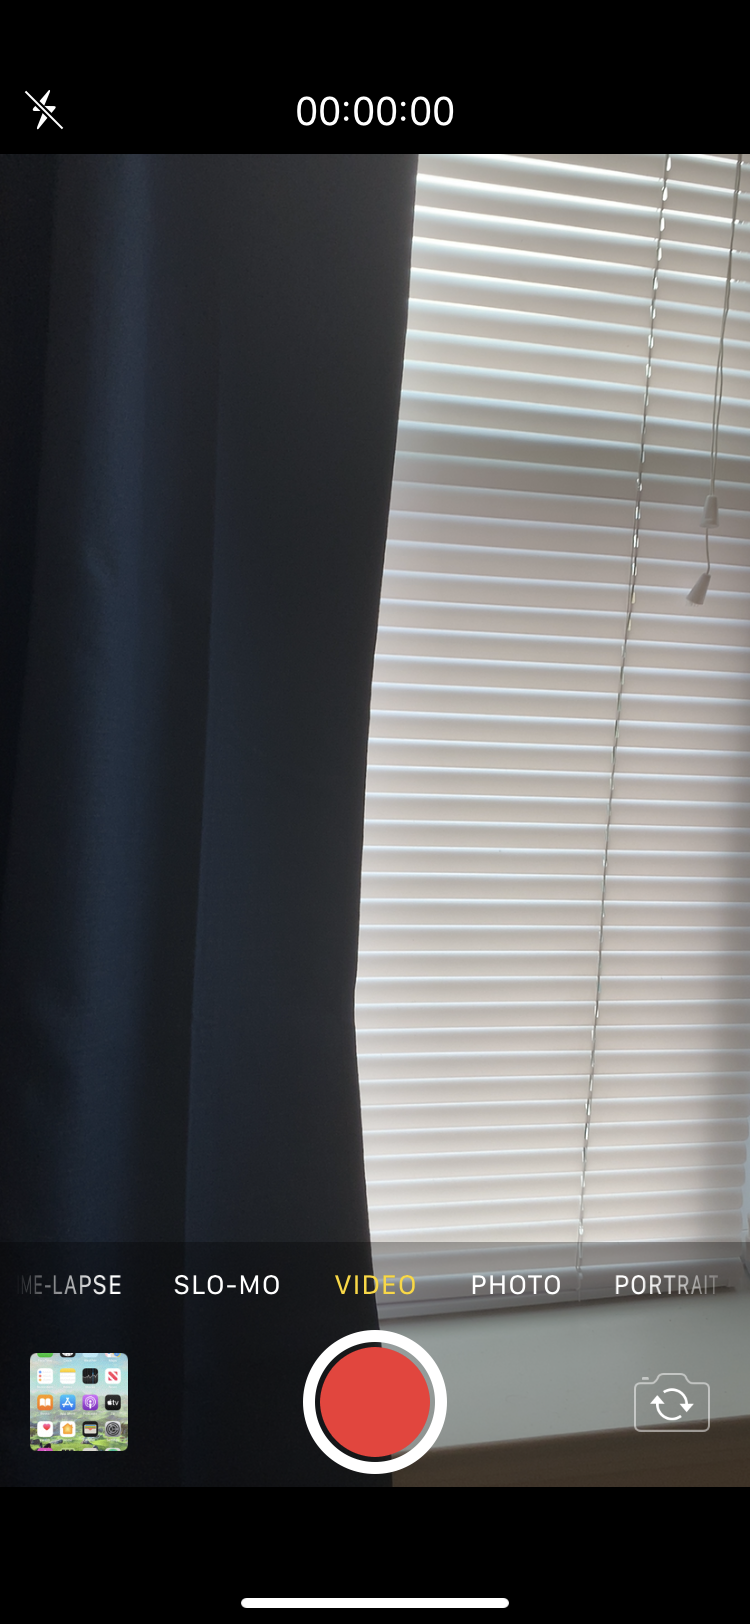 00:00:00
ME-LAPSE SLO-MO VIDEO PHOTO PORTRAIT